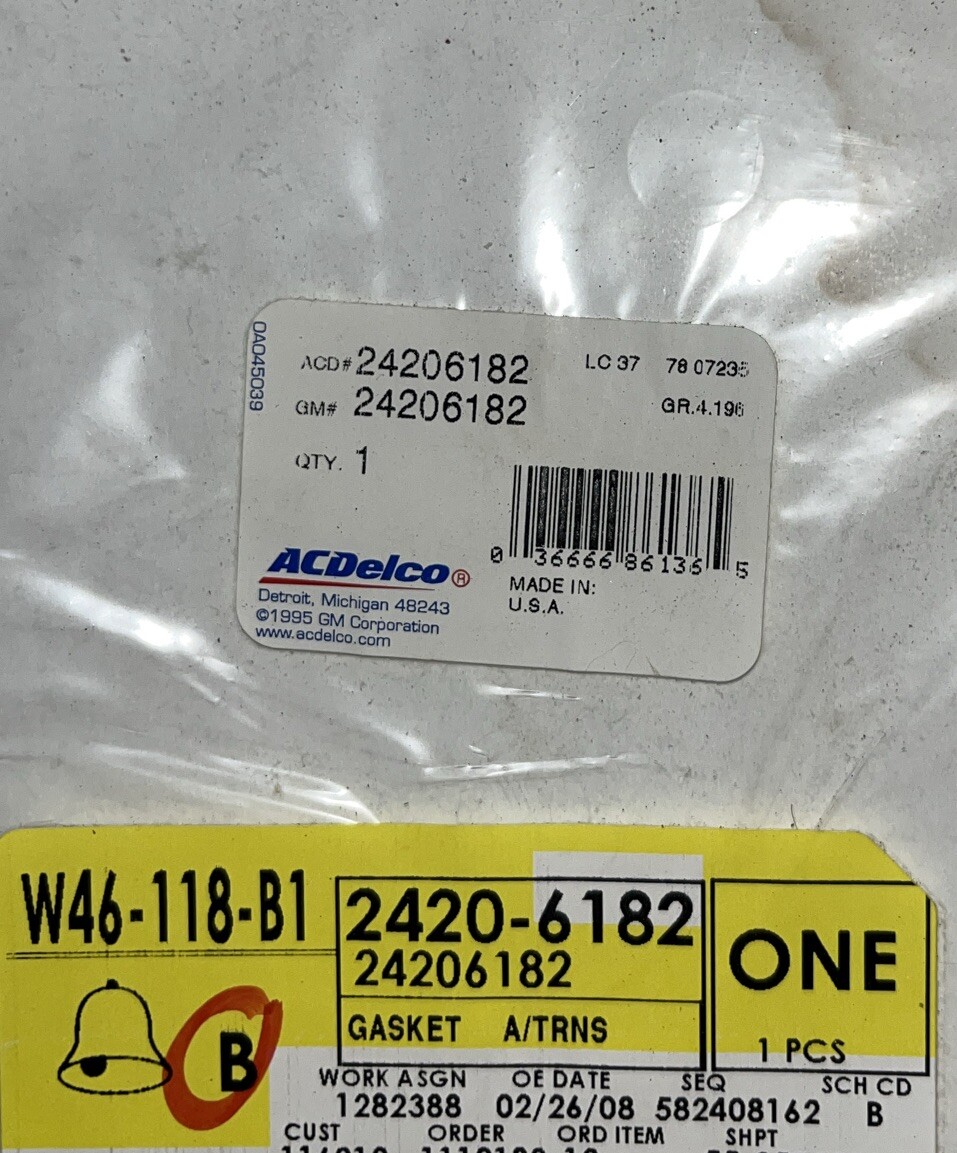 0A045039
ACD# 24206182 LC 37 78 07235
GM# 24206182 GR.4.196
QTY. 1
0 36666 86136 5
ACDelco®
MADE IN:
U.S.A.
Detroit, Michigan 48243
©1995 GM Corporation
www.acdelco.com
W46-118-B1
2420-6182
24206182
ONE
GASKET A/TRNS
1 PCS
B
WORK ASGN OE DATE SEQ SCH CD
1282388 02/26/08 582408162 B
CUST ORDER ORD ITEM SHPT